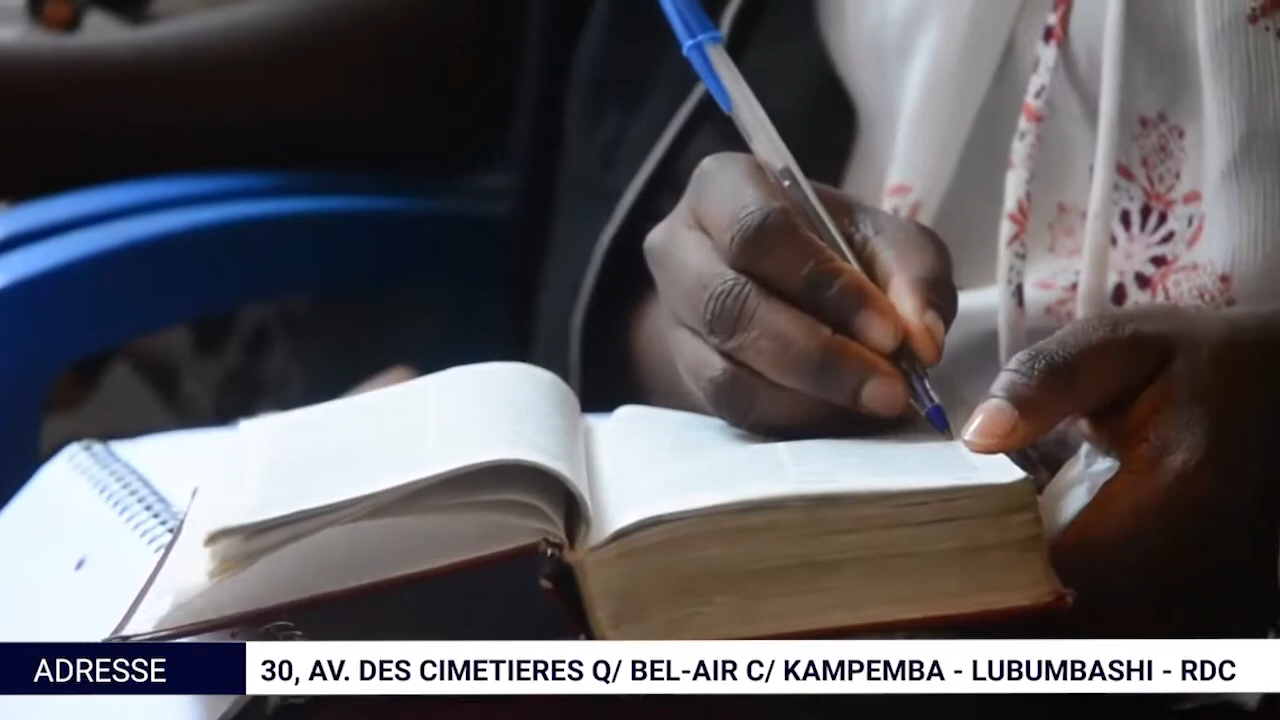 ADRESSE
30, AV. DES CIMETIERES Q/ BEL-AIR C/ KAMPEMBA - LUBUMBASHI - RDC